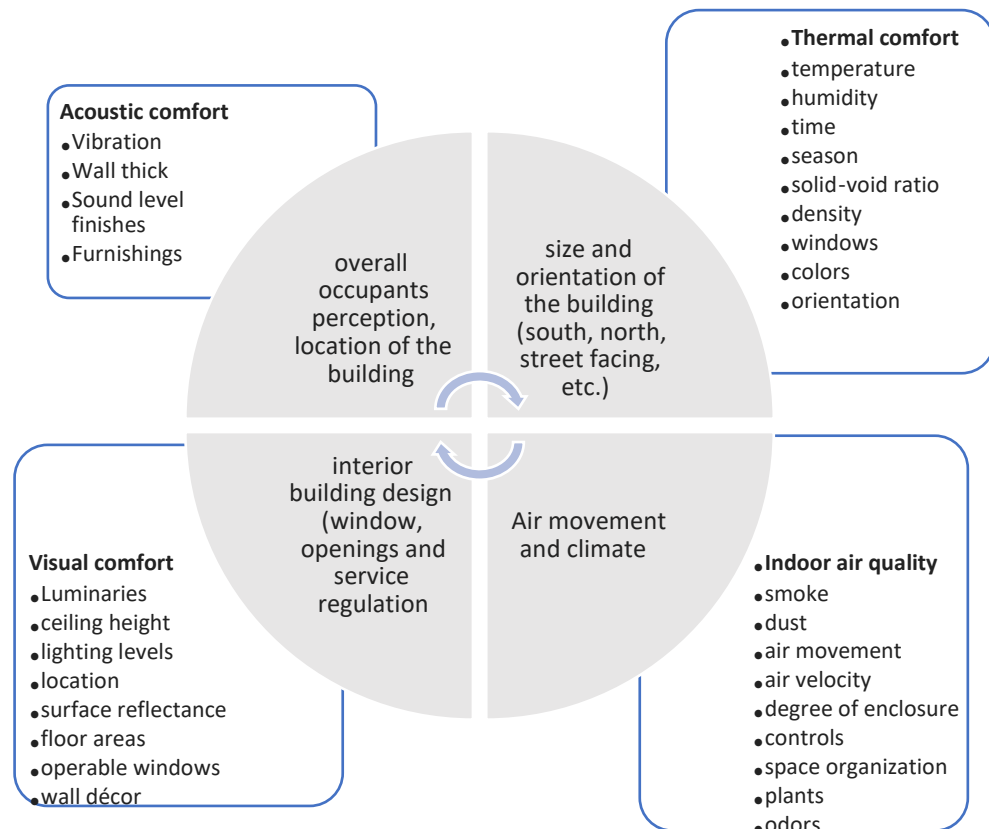 Acoustic comfort
•Vibration
•Wall thick
•Sound level
finishes
•Furnishings
•Thermal comfort
•temperature
•humidity
•time
•season
•solid-void ratio
•density
•windows
•colors
•orientation
overall
occupants
perception,
location of the
building
size and
orientation of
the building
(south, north,
street facing,
etc.)
interior
building design
(window,
openings and
service
regulation
Air movement
and climate
Visual comfort
•Luminaries
•ceiling height
•lighting levels
•location
•surface reflectance
•floor areas
•operable windows
•wall décor
•Indoor air quality
•smoke
•dust
•air movement
•air velocity
•degree of enclosure
•controls
•space organization
•plants
•odors